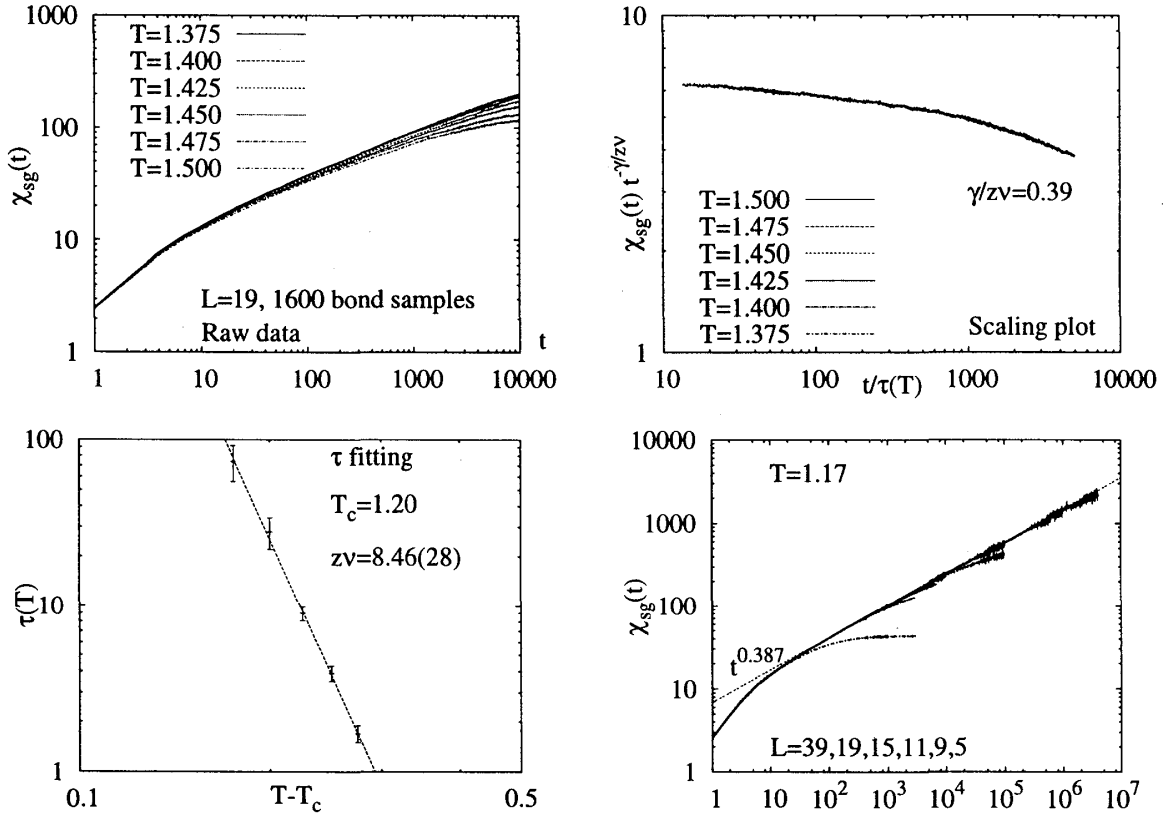 1000
100
10
1
χsg(t)
T=1.375
T=1.400
T=1.425
T=1.450
T=1.475
T=1.500
L=19, 1600 bond samples
Raw data
t
1 10 100 1000 10000
10
1
χsg(t) t^-γ/zν
γ/zν=0.39
T=1.500
T=1.475
T=1.450
T=1.425
T=1.400
T=1.375
Scaling plot
10 100 1000 10000
t/τ(T)
100
10
1
τ(T)
τ fitting
Tc=1.20
zν=8.46(28)
0.1 0.5
T-Tc
10000
1000
100
10
1
χsg(t)
T=1.17
t^0.387
L=39,19,15,11,9,5
1 10 10^2 10^3 10^4 10^5 10^6 10^7